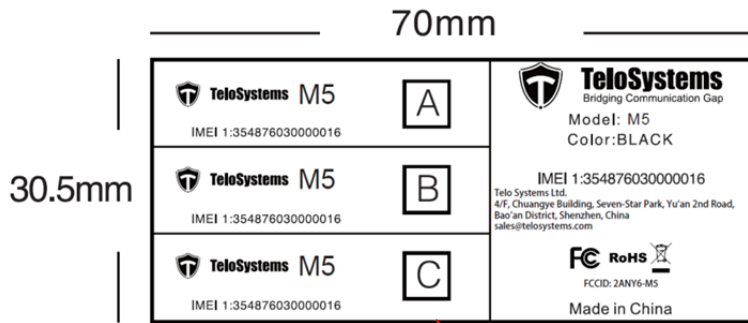 70mm
30.5mm
TeloSystems M5
A
IMEI 1:354876030000016
TeloSystems M5
B
IMEI 1:354876030000016
TeloSystems M5
C
IMEI 1:354876030000016
TeloSystems
Bridging Communication Gap
Model: M5
Color:BLACK
IMEI 1:354876030000016
Telo Systems Ltd.
4/F, Chuangye Building, Seven-Star Park, Yu'an 2nd Road,
Bao'an District, Shenzhen, China
sales@telosystems.com
FC RoHS
FCCID: 2ANY6-M5
Made in China